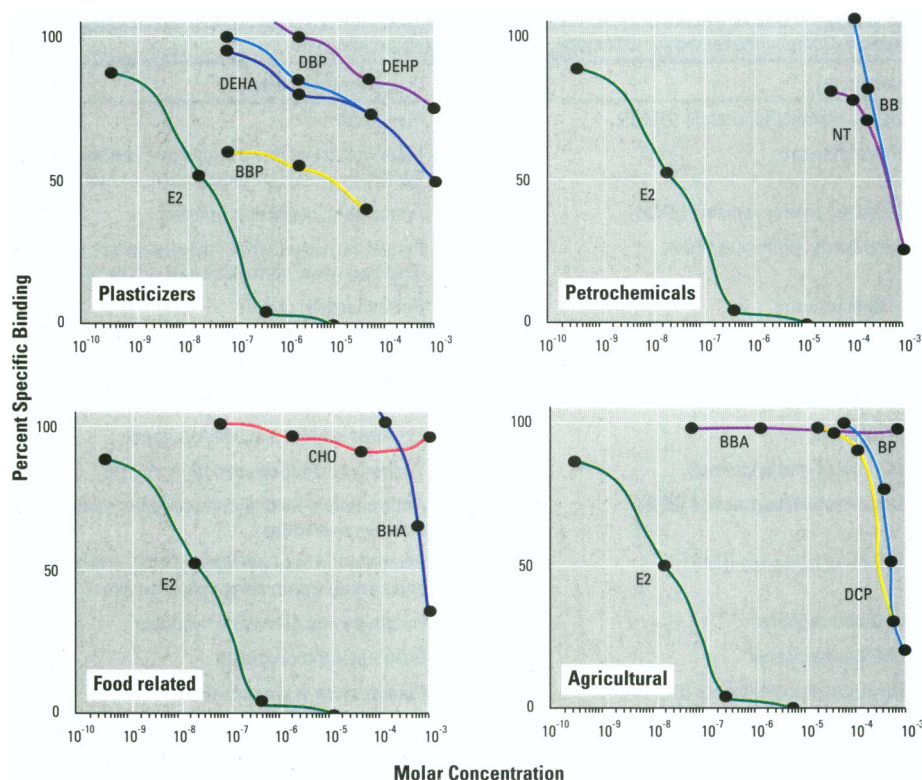 Percent Specific Binding
100
50
0
DBP
DEHP
DEHA
BBP
E2
Plasticizers
10-10 10-9 10-8 10-7 10-6 10-5 10-4 10-3
100
50
0
BB
NT
E2
Petrochemicals
10-10 10-9 10-8 10-7 10-6 10-5 10-4 10-3
100
50
0
CHO
BHA
E2
Food related
10-10 10-9 10-8 10-7 10-6 10-5 10-4 10-3
100
50
0
BBA
BP
E2
DCP
Agricultural
10-10 10-9 10-8 10-7 10-6 10-5 10-4 10-3
Molar Concentration